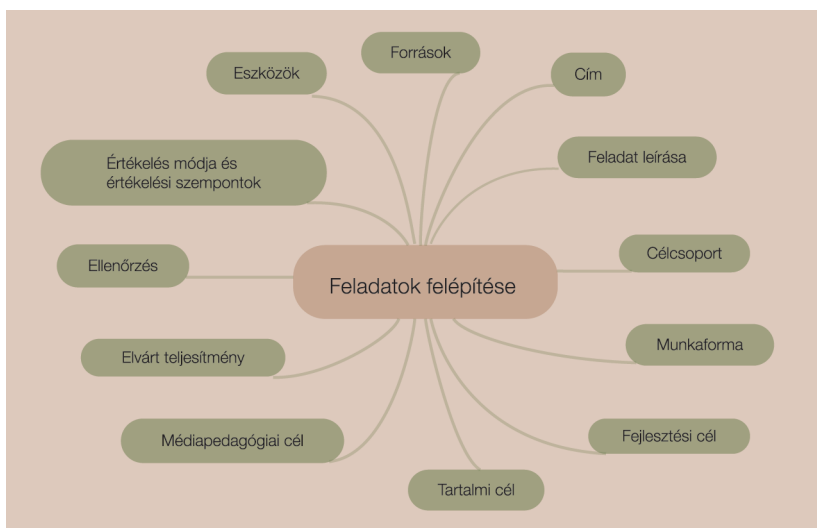 Források
Cím
Eszközök
Feladat leírása
Értékelés módja és
értékelési szempontok
Célcsoport
Ellenőrzés
Feladatok felépítése
Munkaforma
Elvárt teljesítmény
Fejlesztési cél
Médiapedagógiai cél
Tartalmi cél